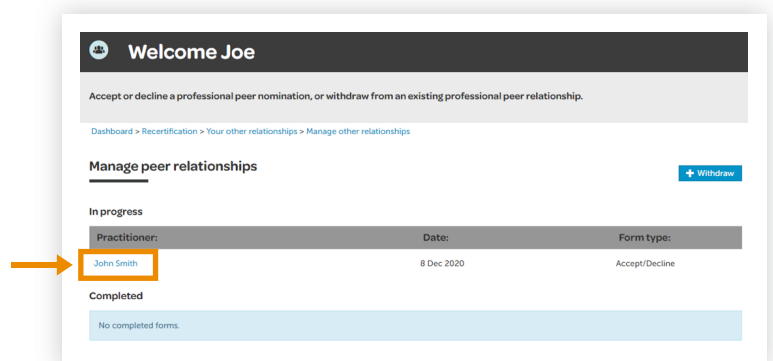 Welcome Joe
Accept or decline a professional peer nomination, or withdraw from an existing professional peer relationship.
Dashboard > Recertification > Your other relationships > Manage other relationships
Manage peer relationships
+ Withdraw
In progress
Practitioner: Date: Form type:
John Smith 8 Dec 2020 Accept/Decline
Completed
No completed forms.